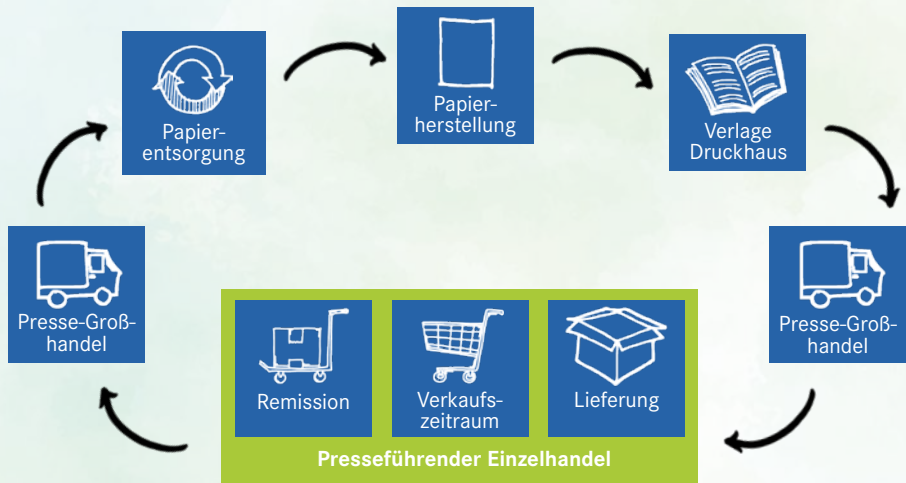 Papier-
entsorgung
Papier-
herstellung
Verlage
Druckhaus
Presse-Groß-
handel
Presse-Groß-
handel
Remission
Verkaufs-
zeitraum
Lieferung
Presseführender Einzelhandel